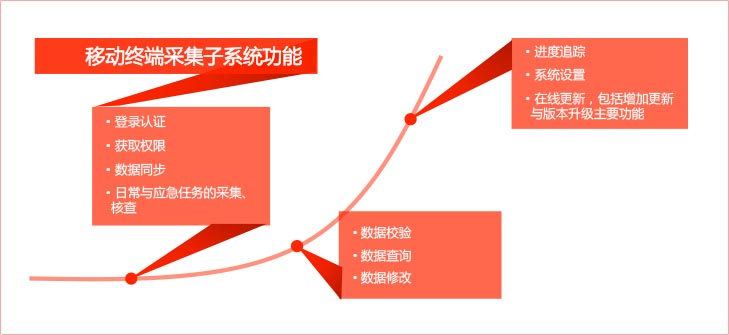 移动终端采集子系统功能
· 登录认证
· 获取权限
· 数据同步
· 日常与应急任务的采集、
核查
· 数据校验
· 数据查询
· 数据修改
· 进度追踪
· 系统设置
· 在线更新，包括增加更新
与版本升级主要功能